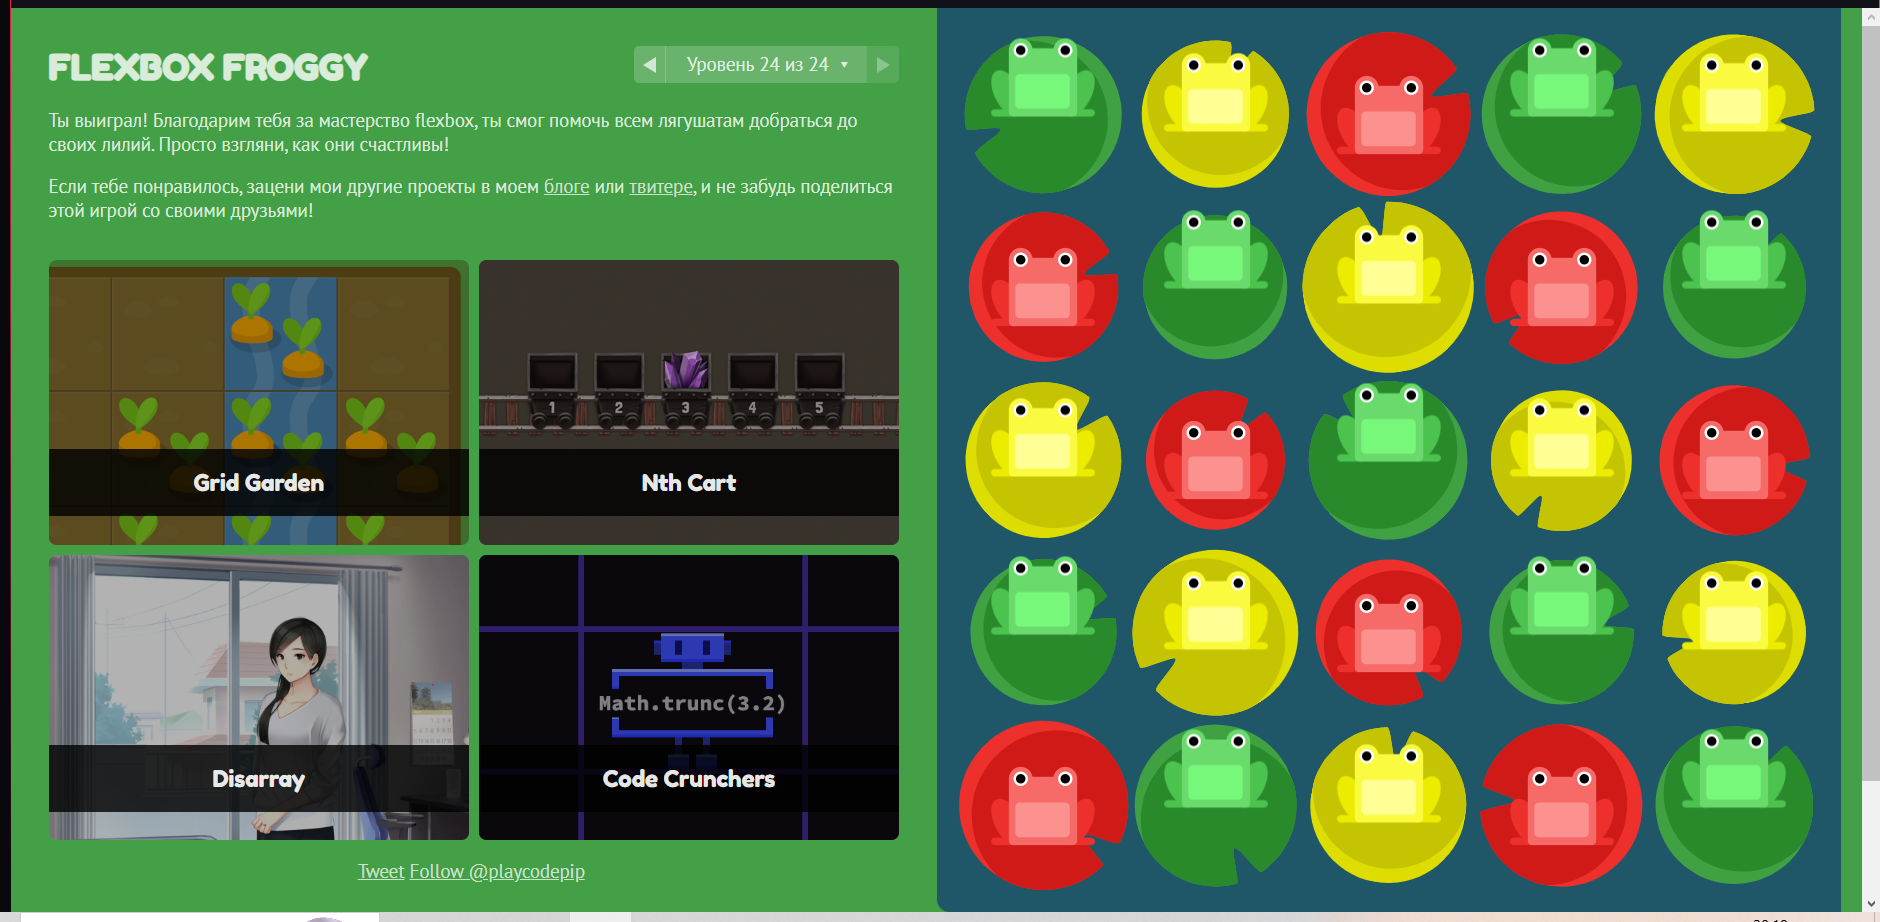 FLEXBOX FROGGY
Уровень 24 из 24
Ты выиграл! Благодарим тебя за мастерство flexbox, ты смог помочь всем лягушатам добраться до
своих лилий. Просто взгляни, как они счастливы!
Если тебе понравилось, зацени мои другие проекты в моем блоге или твитере, и не забудь поделиться
этой игрой со своими друзьями!
1 2 3 4 5
Grid Garden
Nth Cart
Math.trunc(3.2)
Disarray
Code Crunchers
Tweet Follow @playcodepip